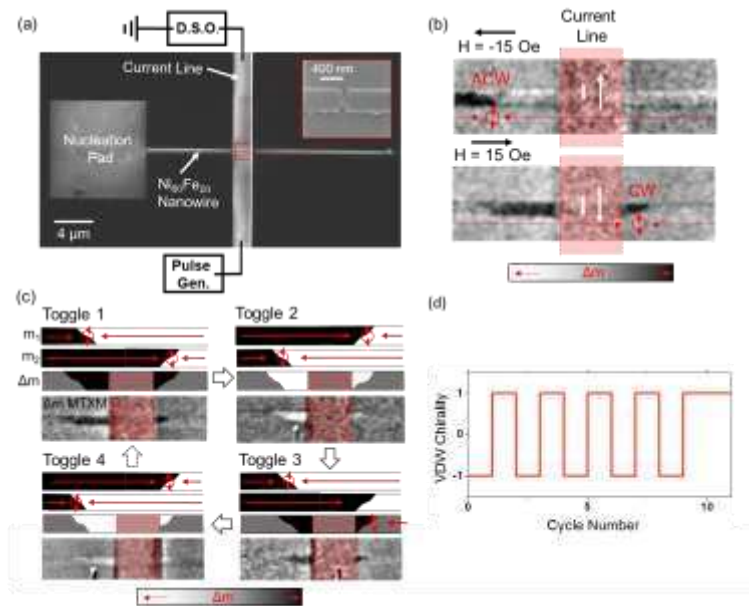 (a)
D.S.O.
Current Line
400 nm
Nucleation
Pad
Ni₈₀Fe₂₀
Nanowire
4 µm
Pulse
Gen.
(b)
Current
Line
H = -15 Oe
ACW
H = 15 Oe
CW
Δm
(c)
Toggle 1
Toggle 2
m₁
m₂
Δm
Δm MTXM
Toggle 4
Toggle 3
Δm
(d)
VDW Chirality
1
0
-1
0
5
10
Cycle Number